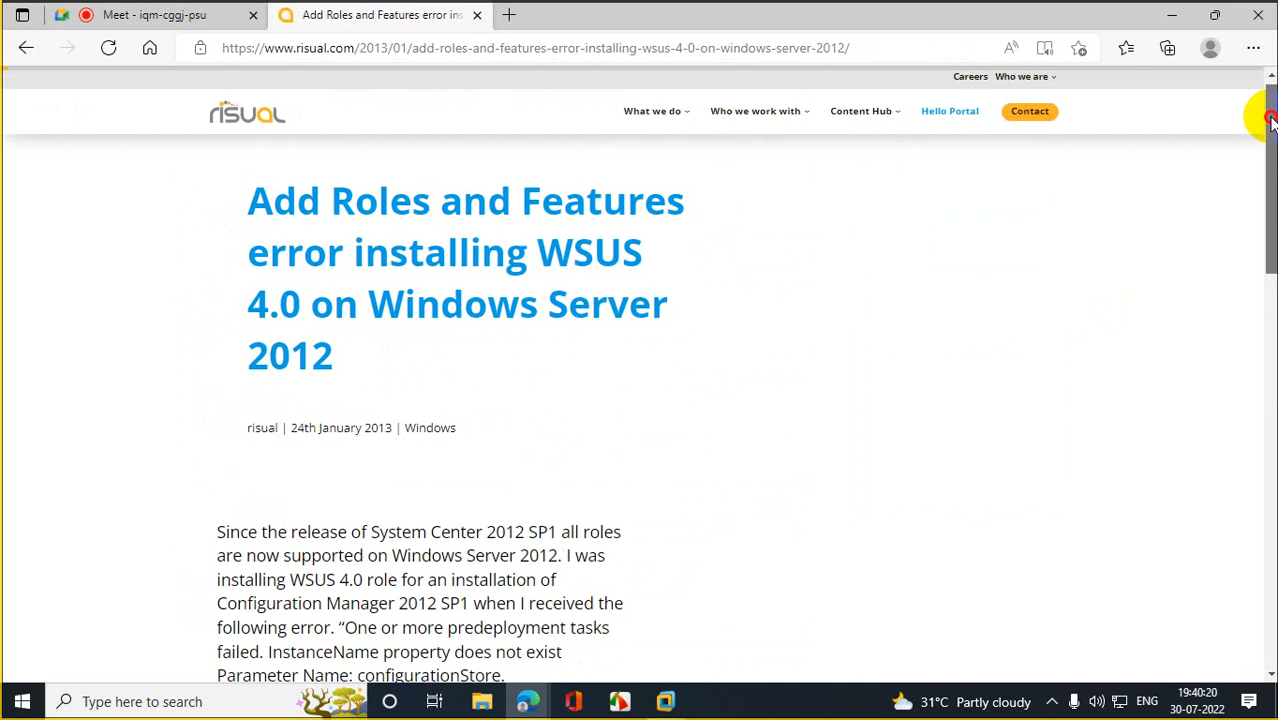 Meet - iqm-cggj-psu
Add Roles and Features error ins
https://www.risual.com/2013/01/add-roles-and-features-error-installing-wsus-4-0-on-windows-server-2012/
Careers Who we are
risual
What we do
Who we work with
Content Hub
Hello Portal
Contact
Add Roles and Features
error installing WSUS
4.0 on Windows Server
2012
risual | 24th January 2013 | Windows
Since the release of System Center 2012 SP1 all roles
are now supported on Windows Server 2012. I was
installing WSUS 4.0 role for an installation of
Configuration Manager 2012 SP1 when I received the
following error. “One or more predeployment tasks
failed. InstanceName property does not exist
Parameter Name: configurationStore.
Type here to search
31°C Partly cloudy
ENG
19:40:20
30-07-2022